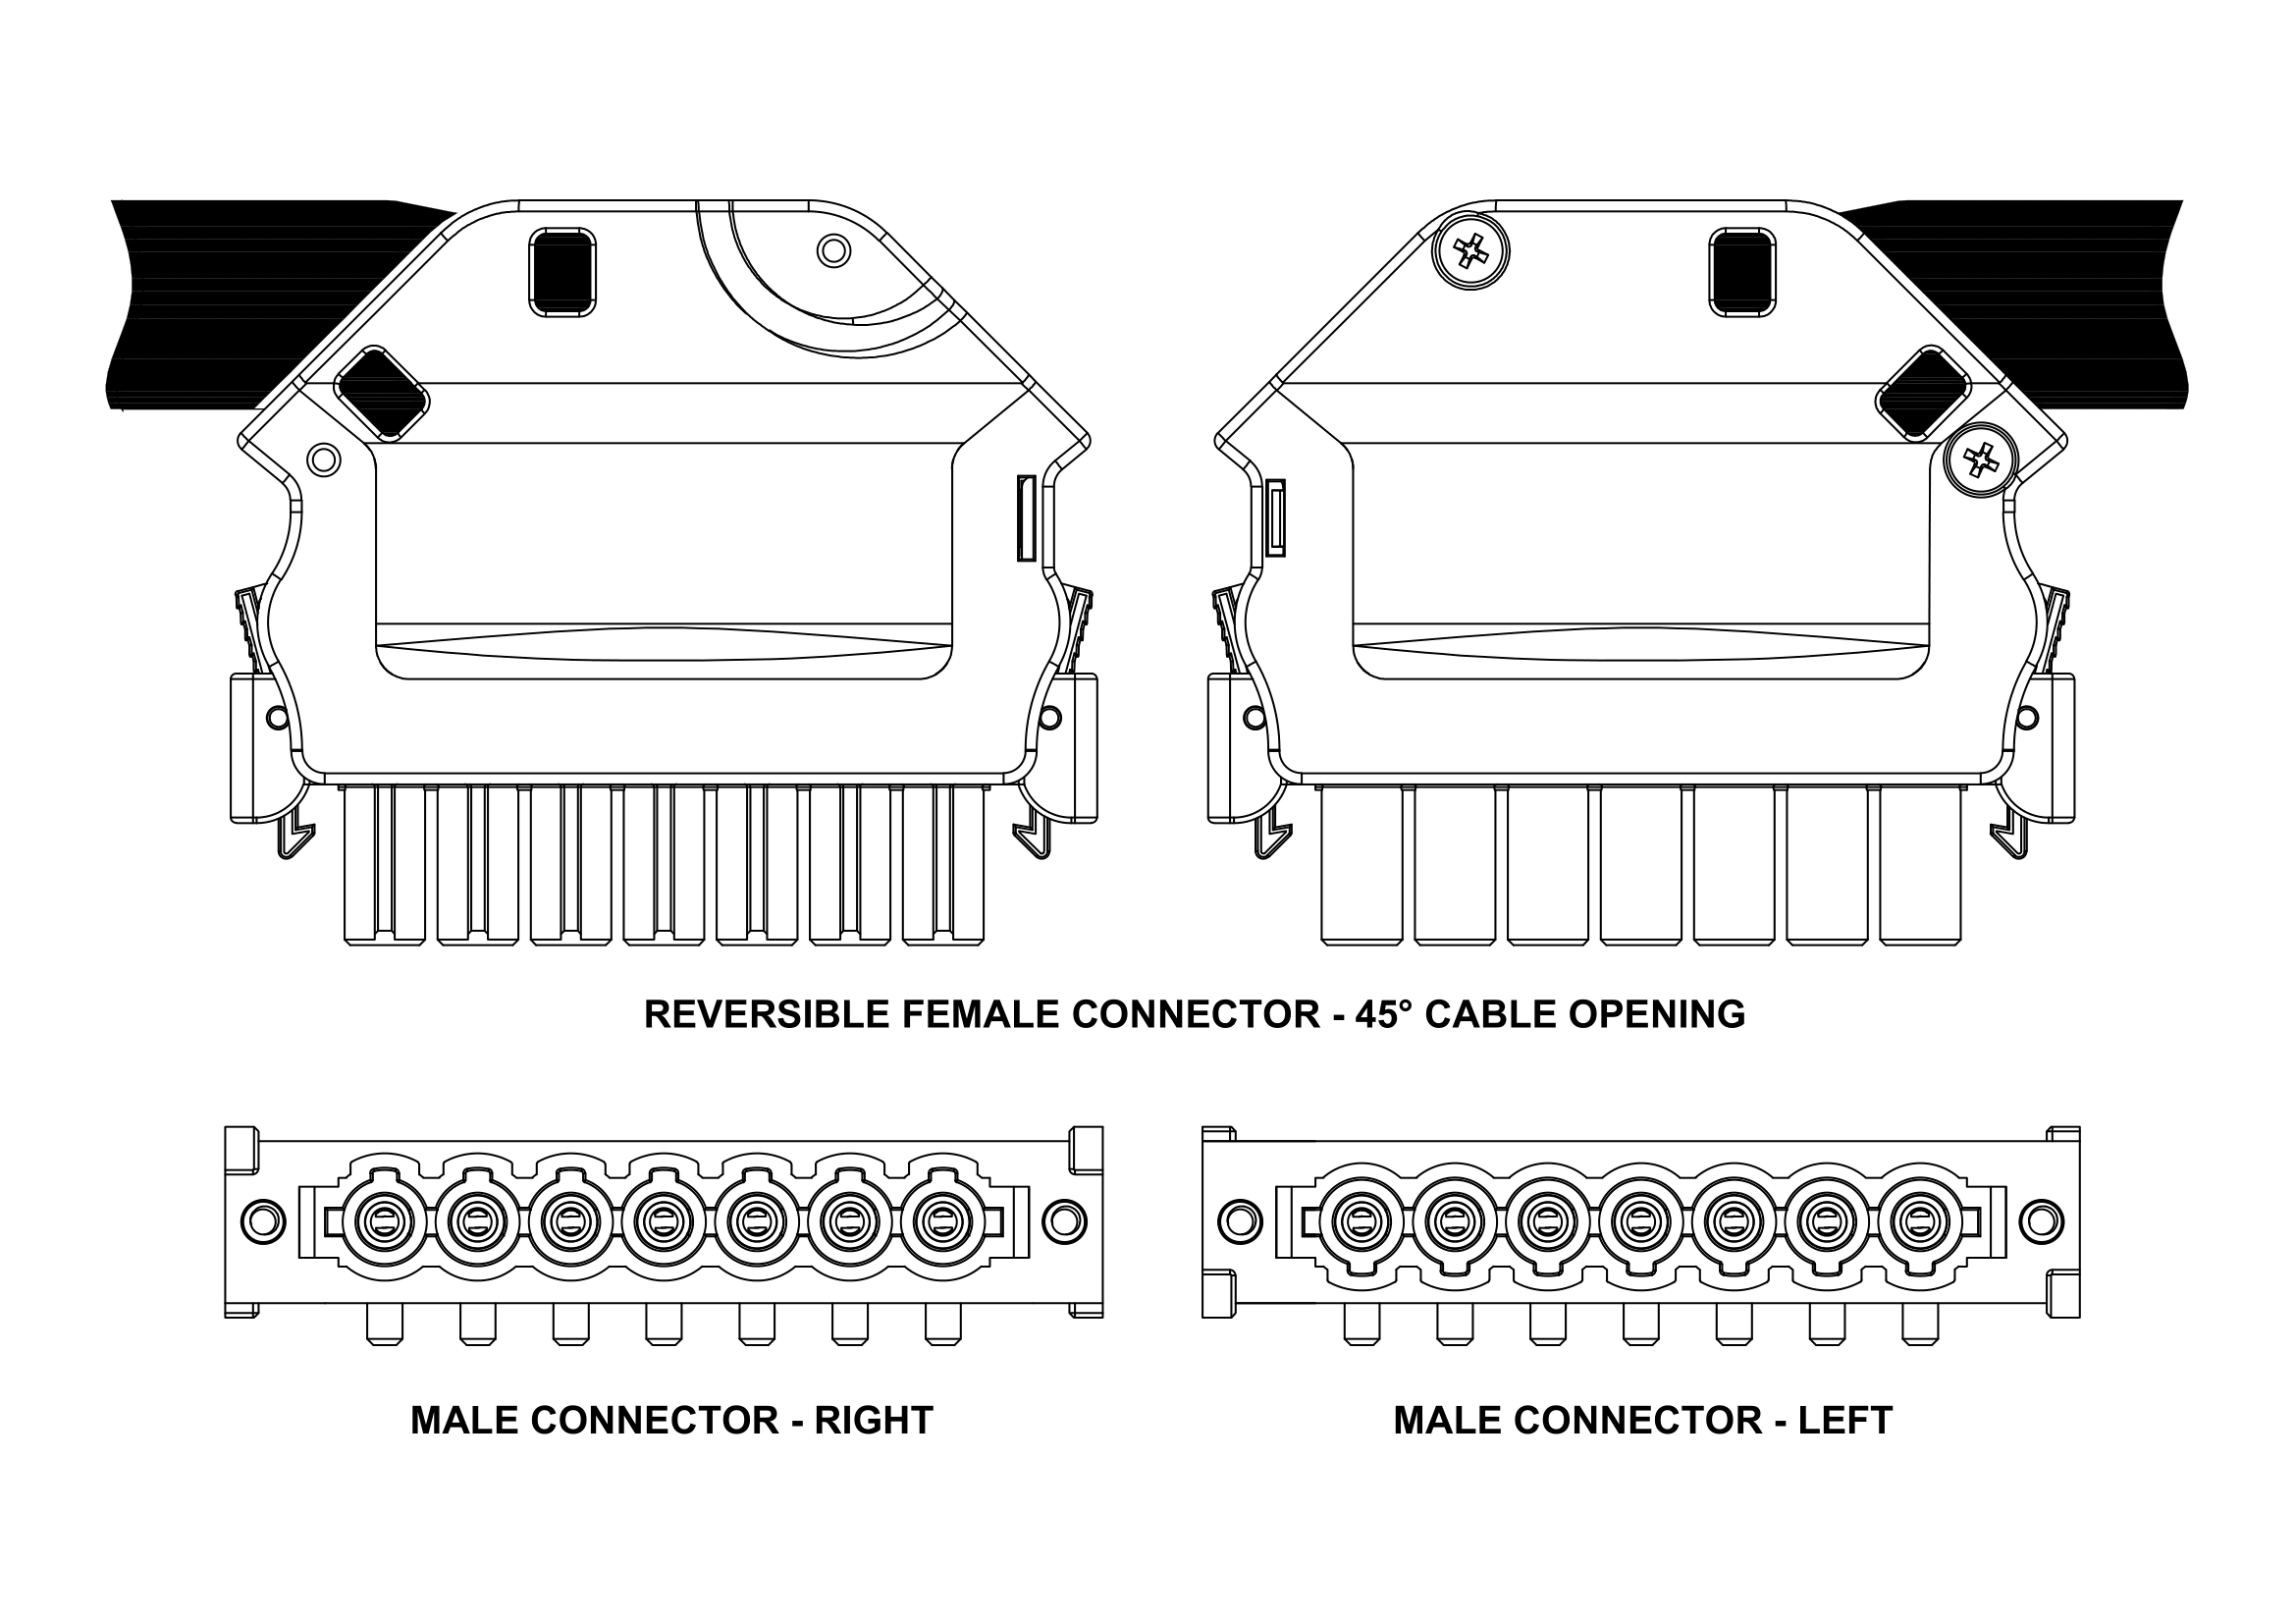 REVERSIBLE FEMALE CONNECTOR - 45° CABLE OPENING
MALE CONNECTOR - RIGHT
MALE CONNECTOR - LEFT